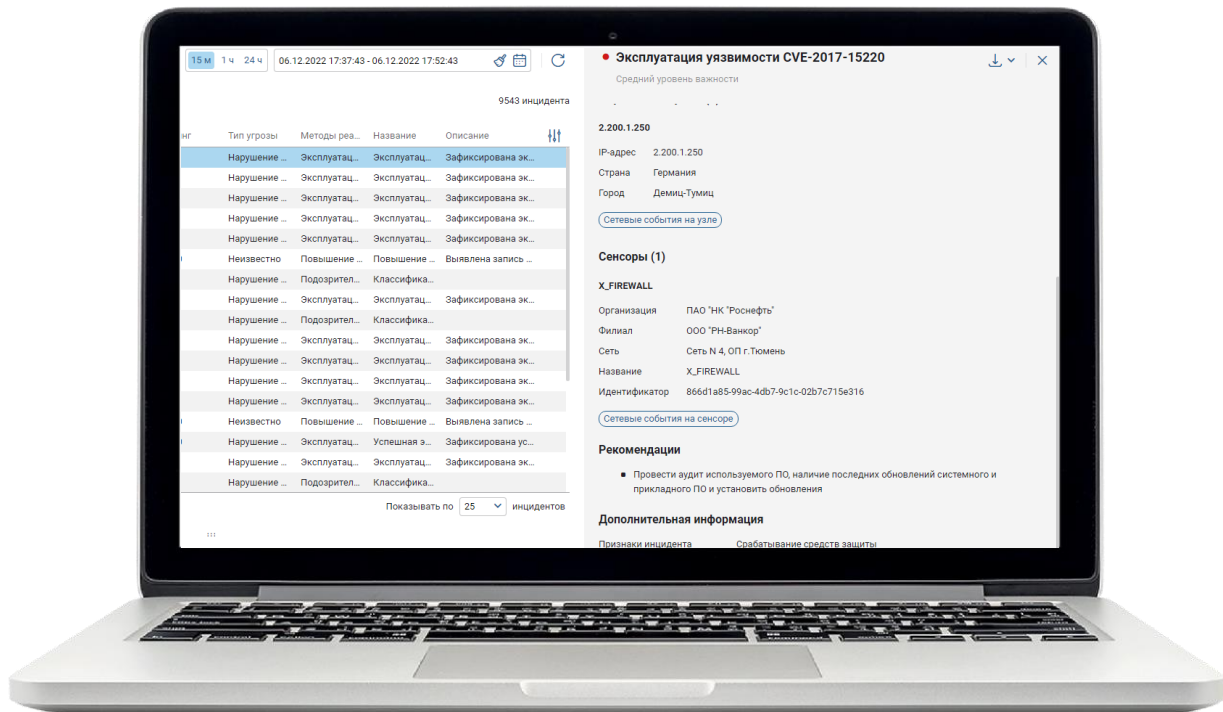 15 м 1 ч 24 ч 06.12.2022 17:37:43 - 06.12.2022 17:52:43
9543 инцидента
нг Тип угрозы Методы реа... Название Описание
Нарушение ... Эксплуатац... Эксплуатац... Зафиксирована эк...
Нарушение ... Эксплуатац... Эксплуатац... Зафиксирована эк...
Нарушение ... Эксплуатац... Эксплуатац... Зафиксирована эк...
Нарушение ... Эксплуатац... Эксплуатац... Зафиксирована эк...
Нарушение ... Эксплуатац... Эксплуатац... Зафиксирована эк...
Неизвестно Повышение ... Повышение ... Выявлена запись ...
Нарушение ... Подозрител... Классифика...
Нарушение ... Эксплуатац... Эксплуатац... Зафиксирована эк...
Нарушение ... Подозрител... Классифика...
Нарушение ... Эксплуатац... Эксплуатац... Зафиксирована эк...
Нарушение ... Эксплуатац... Эксплуатац... Зафиксирована эк...
Нарушение ... Эксплуатац... Эксплуатац... Зафиксирована эк...
Нарушение ... Эксплуатац... Эксплуатац... Зафиксирована эк...
Неизвестно Повышение ... Повышение ... Выявлена запись ...
Нарушение ... Эксплуатац... Успешная э... Зафиксирована ус...
Нарушение ... Эксплуатац... Эксплуатац... Зафиксирована эк...
Нарушение ... Подозрител... Классифика...
Показывать по 25 инцидентов
Эксплуатация уязвимости CVE-2017-15220
Средний уровень важности
2.200.1.250
IP-адрес 2.200.1.250
Страна Германия
Город Демиц-Тумиц
Сетевые события на узле
Сенсоры (1)
X_FIREWALL
Организация ПАО "НК "Роснефть"
Филиал ООО "РН-Ванкор"
Сеть Сеть N 4, ОП г.Тюмень
Название X_FIREWALL
Идентификатор 866d1a85-99ac-4db7-9c1c-02b7c715e316
Сетевые события на сенсоре
Рекомендации
Провести аудит используемого ПО, наличие последних обновлений системного и
прикладного ПО и установить обновления
Дополнительная информация
Признаки инцидента Срабатывание средств защиты